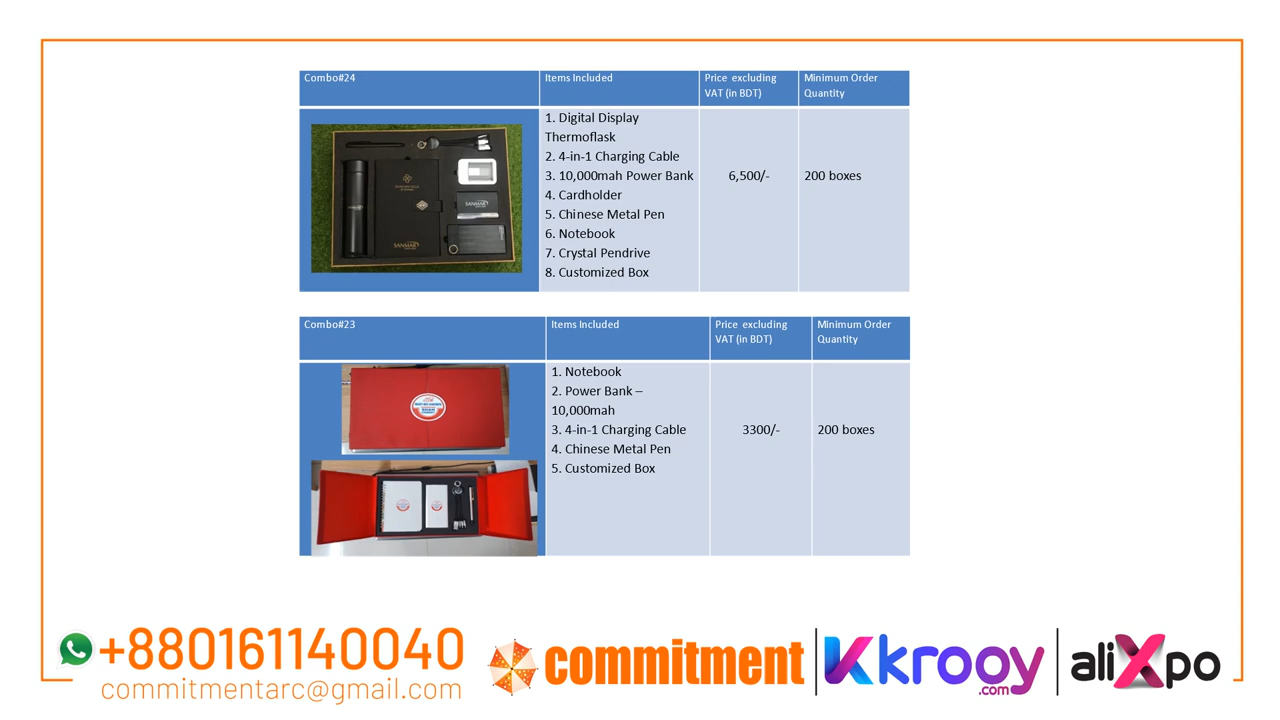 Combo#24
Items Included
Price excluding
VAT (in BDT)
Minimum Order
Quantity
1. Digital Display
Thermoflask
2. 4-in-1 Charging Cable
3. 10,000mah Power Bank
4. Cardholder
5. Chinese Metal Pen
6. Notebook
7. Crystal Pendrive
8. Customized Box
6,500/-
200 boxes
SANMAR
SANMAR
Combo#23
Items Included
Price excluding
VAT (in BDT)
Minimum Order
Quantity
1. Notebook
2. Power Bank –
10,000mah
3. 4-in-1 Charging Cable
4. Chinese Metal Pen
5. Customized Box
3300/-
200 boxes
+880161140040
commitmentarc@gmail.com
commitment
krooy
.com
aliXpo